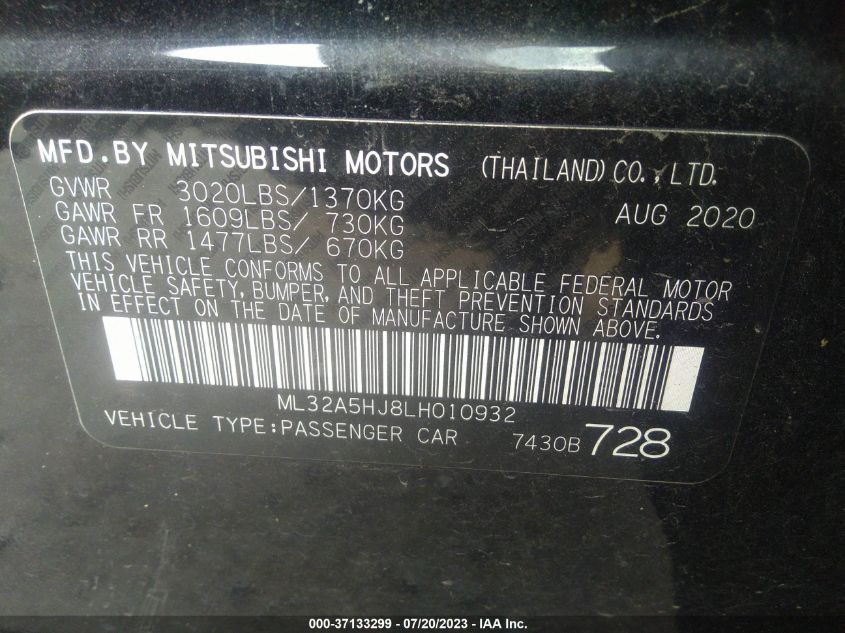 MFD.BY MITSUBISHI MOTORS (THAILAND) CO.,LTD.
GVWR 3020LBS/1370KG AUG 2020
GAWR FR 1609LBS/ 730KG
GAWR RR 1477LBS/ 670KG
THIS VEHICLE CONFORMS TO ALL APPLICABLE FEDERAL MOTOR
VEHICLE SAFETY, BUMPER, AND THEFT PREVENTION STANDARDS
IN EFFECT ON THE DATE OF MANUFACTURE SHOWN ABOVE.
ML32A5HJ8LH010932
VEHICLE TYPE:PASSENGER CAR 7430B 728
000-37133299 - 07/20/2023 - IAA Inc.